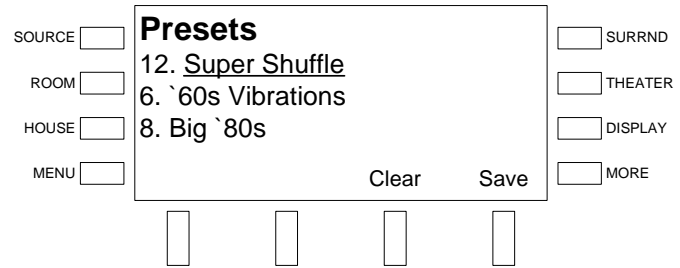 SOURCE
ROOM
HOUSE
MENU
Presets
12. Super Shuffle
6. `60s Vibrations
8. Big `80s
Clear Save
SURRND
THEATER
DISPLAY
MORE